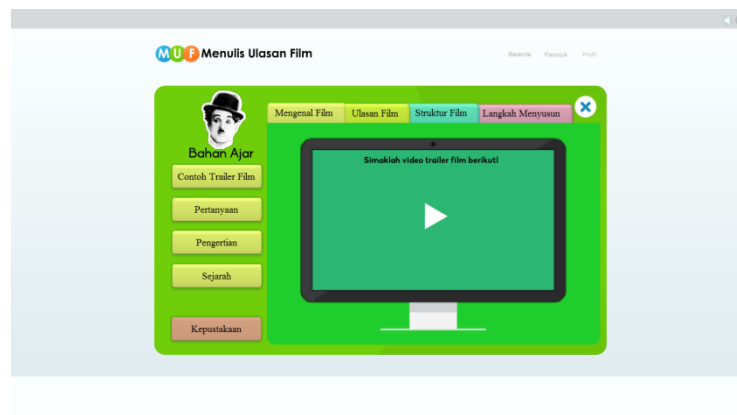 MUF Menulis Ulasan Film
Beranda Petunjuk Profil
Mengenal Film Ulasan Film Struktur Film Langkah Menyusun
Bahan Ajar
Simaklah video trailer film berikut!
Contoh Trailer Film
Pertanyaan
Pengertian
Sejarah
Kepustakaan